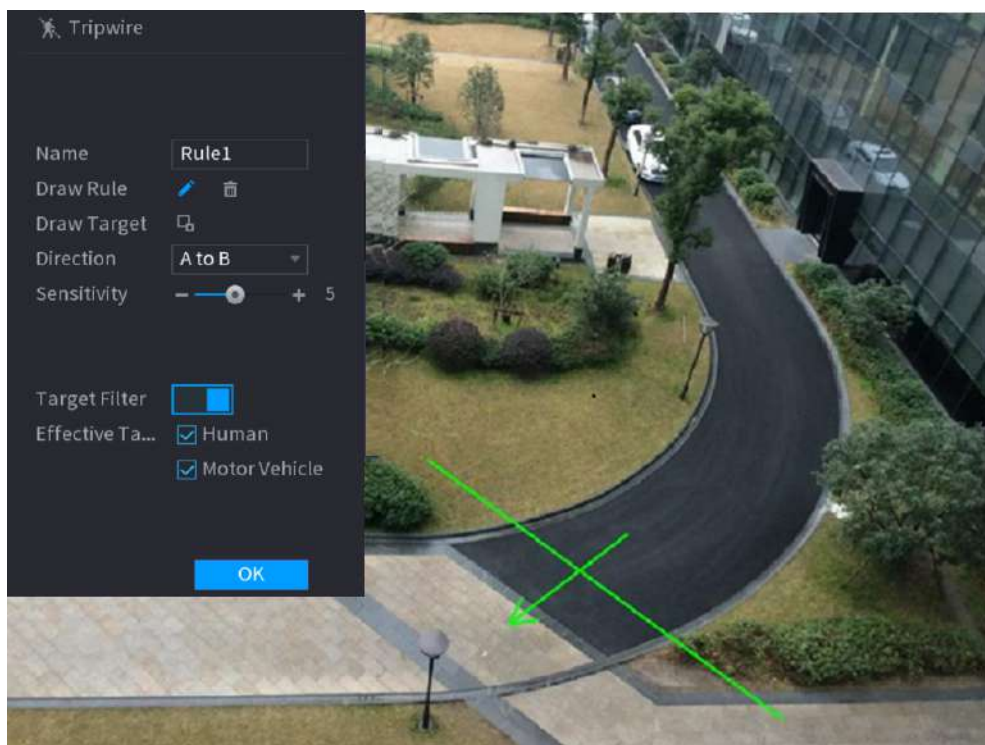 Tripwire
Name Rule1
Draw Rule
Draw Target
Direction A to B
Sensitivity 5
Target Filter
Effective Ta...
Human
Motor Vehicle
OK